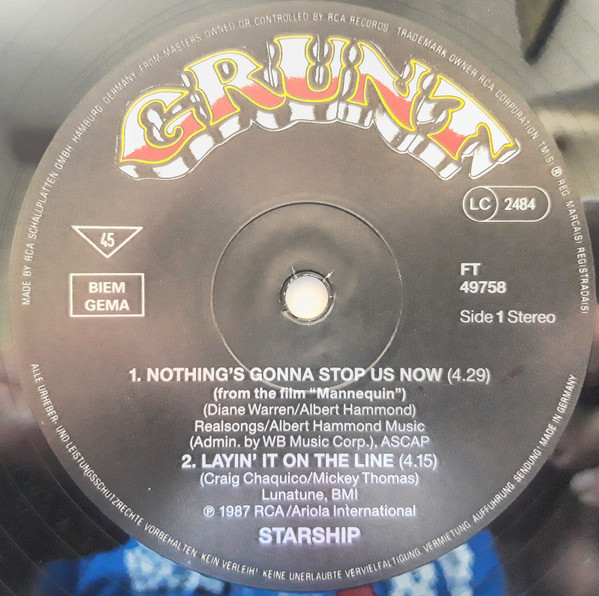 MADE BY RCA SCHALLPLATTEN GMBH, HAMBURG, GERMANY, FROM MASTERS OWNED OR CONTROLLED BY RCA RECORDS. TRADEMARK OWNER RCA CORPORATION. TM(S) ® REG. MARCA(S) REGISTRADA(S)
GRUNT
LC 2484
45
BIEM
GEMA
FT
49758
Side 1 Stereo
1. NOTHING'S GONNA STOP US NOW (4.29)
(from the film “Mannequin”)
(Diane Warren/Albert Hammond)
Realsongs/Albert Hammond Music
(Admin. by WB Music Corp.), ASCAP
2. LAYIN' IT ON THE LINE (4.15)
(Craig Chaquico/Mickey Thomas)
Lunatune, BMI
℗ 1987 RCA/Ariola International
STARSHIP
ALLE URHEBER- UND LEISTUNGSSCHUTZRECHTE VORBEHALTEN. KEIN VERLEIH! KEINE UNERLAUBTE VERVIELFÄLTIGUNG, VERMIETUNG, AUFFÜHRUNG, SENDUNG! MADE IN GERMANY